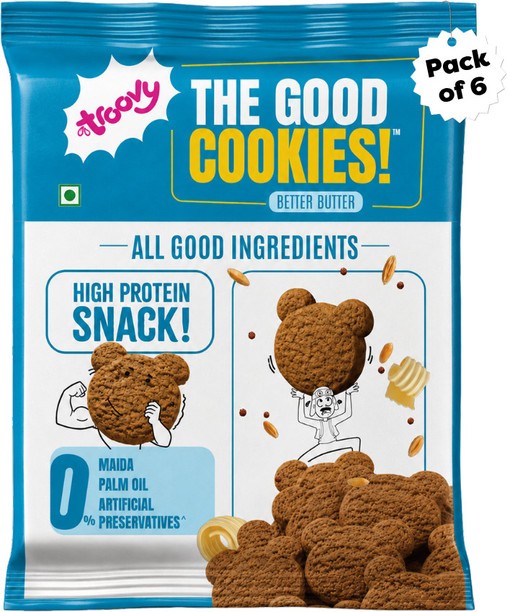 Pack
of 6
troovy
THE GOOD
COOKIES!™
BETTER BUTTER
ALL GOOD INGREDIENTS
HIGH PROTEIN
SNACK!
0%
MAIDA
PALM OIL
ARTIFICIAL
PRESERVATIVES^